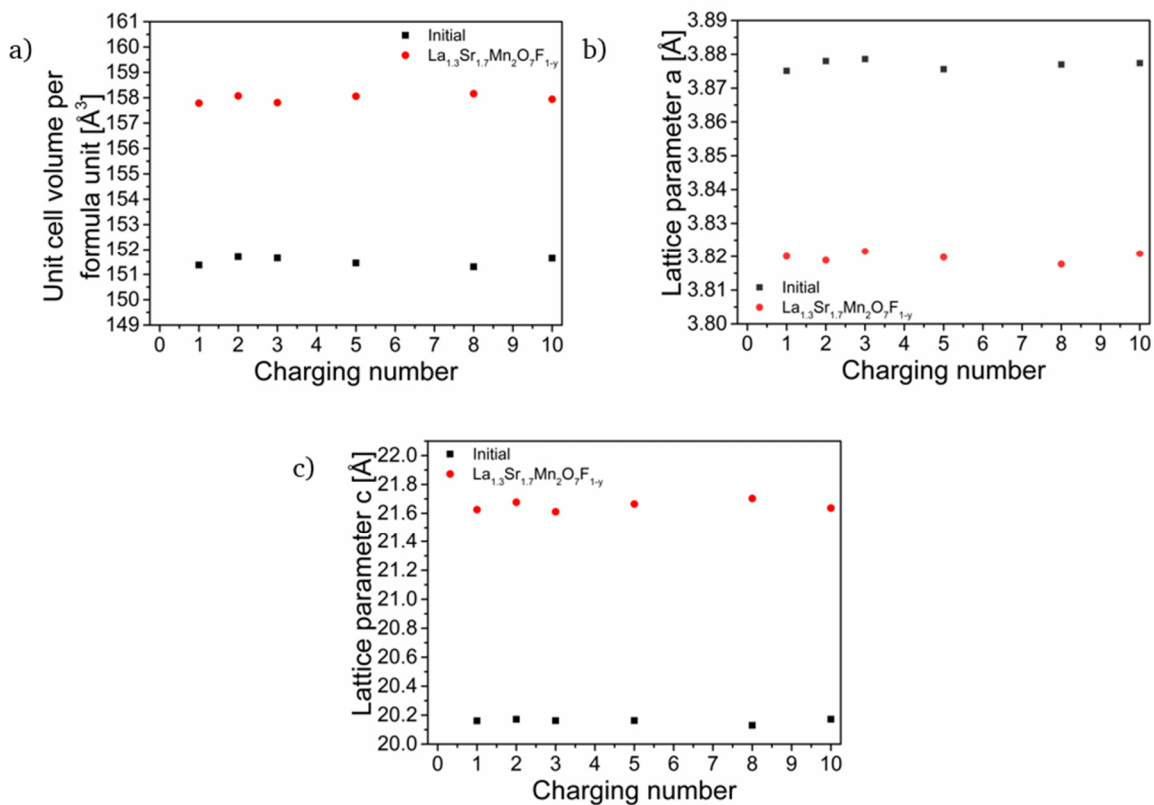 a)
Unit cell volume per
formula unit [Å³]
161
160
159
158
157
156
155
154
153
152
151
150
149
Initial
La1.3Sr1.7Mn2O7F1-y
0 1 2 3 4 5 6 7 8 9 10
Charging number
b)
Lattice parameter a [Å]
3.89
3.88
3.87
3.86
3.85
3.84
3.83
3.82
3.81
3.80
Initial
La1.3Sr1.7Mn2O7F1-y
0 1 2 3 4 5 6 7 8 9 10
Charging number
c)
Lattice parameter c [Å]
22.0
21.8
21.6
21.4
21.2
21.0
20.8
20.6
20.4
20.2
20.0
Initial
La1.3Sr1.7Mn2O7F1-y
0 1 2 3 4 5 6 7 8 9 10
Charging number